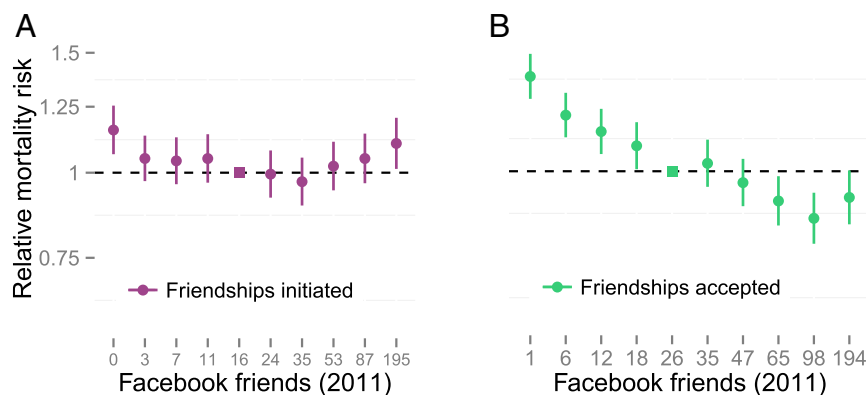 A
B
Relative mortality risk
1.5
1.25
1
0.75
Friendships initiated
Friendships accepted
0 3 7 11 16 24 35 53 87 195
1 6 12 18 26 35 47 65 98 194
Facebook friends (2011)
Facebook friends (2011)